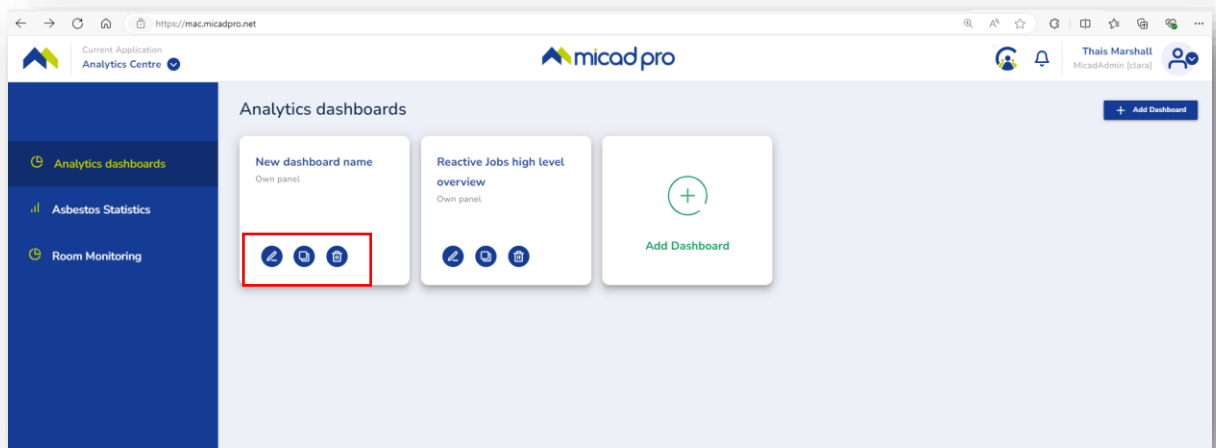 https://mac.micadpro.net
Current Application
Analytics Centre
micad pro
Thais Marshall
MicadAdmin [clara]
Analytics dashboards
+ Add Dashboard
Analytics dashboards
Asbestos Statistics
Room Monitoring
New dashboard name
Own panel
Reactive Jobs high level
overview
Own panel
Add Dashboard